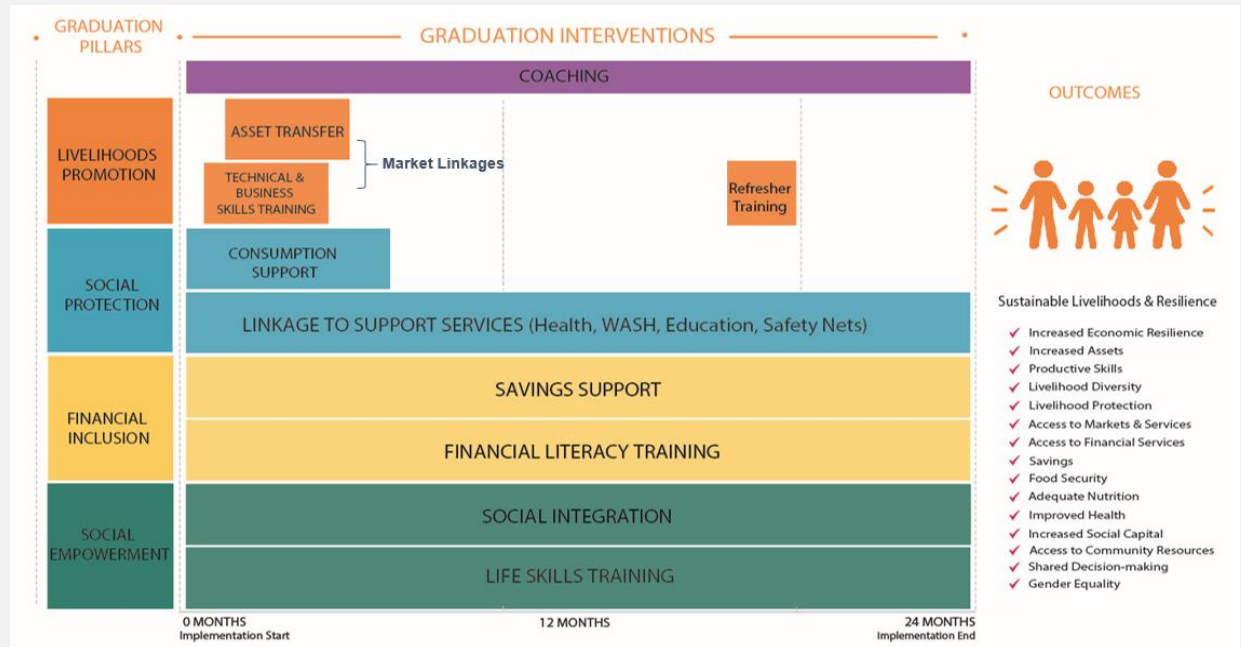 GRADUATION
PILLARS
GRADUATION INTERVENTIONS
COACHING
OUTCOMES
LIVELIHOODS
PROMOTION
ASSET TRANSFER
Market Linkages
TECHNICAL &
BUSINESS
SKILLS TRAINING
Refresher
Training
SOCIAL
PROTECTION
CONSUMPTION
SUPPORT
LINKAGE TO SUPPORT SERVICES (Health, WASH, Education, Safety Nets)
FINANCIAL
INCLUSION
SAVINGS SUPPORT
FINANCIAL LITERACY TRAINING
SOCIAL
EMPOWERMENT
SOCIAL INTEGRATION
LIFE SKILLS TRAINING
0 MONTHS
Implementation Start
12 MONTHS
24 MONTHS
Implementation End
Sustainable Livelihoods & Resilience
Increased Economic Resilience
Increased Assets
Productive Skills
Livelihood Diversity
Livelihood Protection
Access to Markets & Services
Access to Financial Services
Savings
Food Security
Adequate Nutrition
Improved Health
Increased Social Capital
Access to Community Resources
Shared Decision-making
Gender Equality